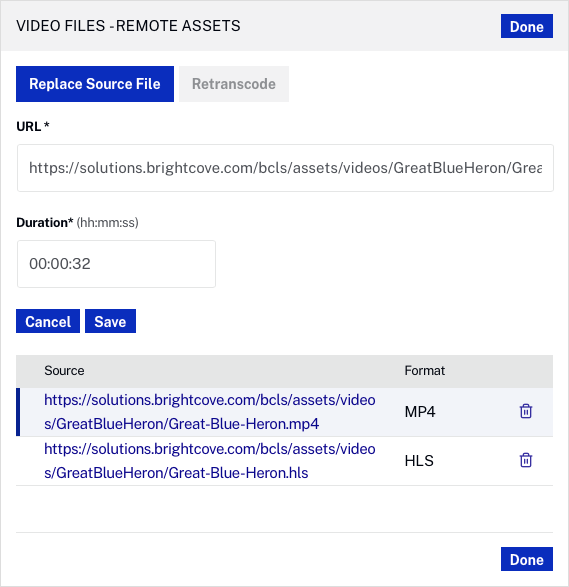 VIDEO FILES - REMOTE ASSETS
Done
Replace Source File
Retranscode
URL *
https://solutions.brightcove.com/bcls/assets/videos/GreatBlueHeron/Grea
Duration* (hh:mm:ss)
00:00:32
Cancel
Save
Source
Format
https://solutions.brightcove.com/bcls/assets/video
s/GreatBlueHeron/Great-Blue-Heron.mp4
MP4
https://solutions.brightcove.com/bcls/assets/video
s/GreatBlueHeron/Great-Blue-Heron.hls
HLS
Done